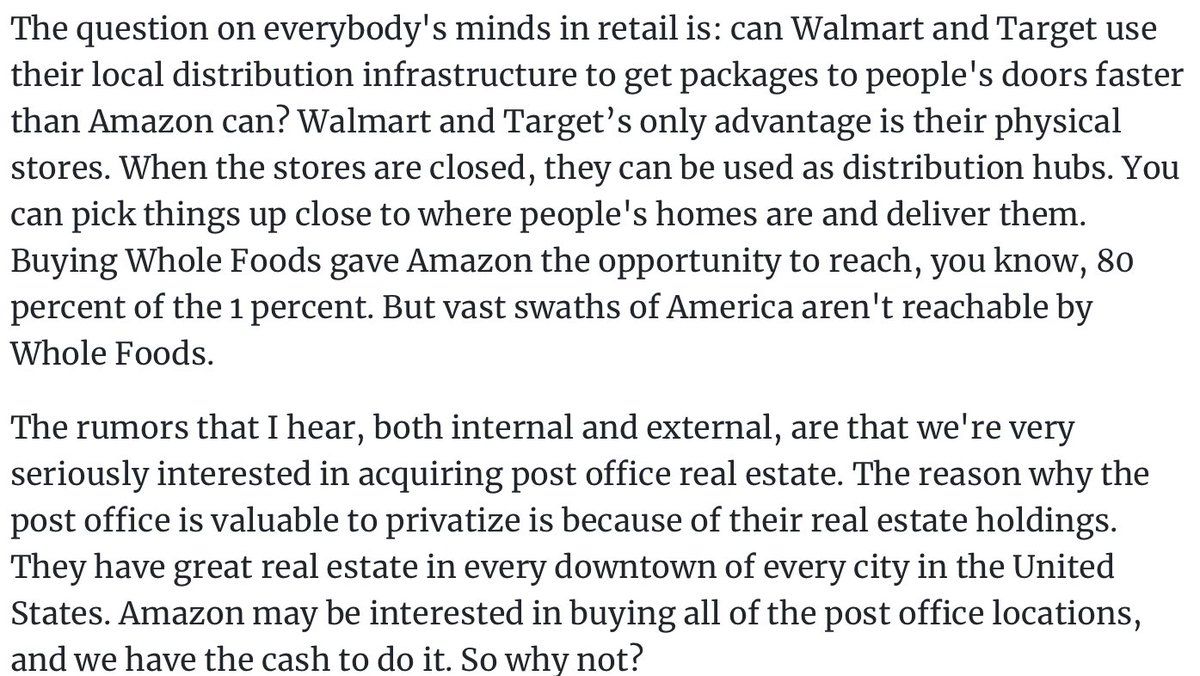 The question on everybody's minds in retail is: can Walmart and Target use
their local distribution infrastructure to get packages to people's doors faster
than Amazon can? Walmart and Target’s only advantage is their physical
stores. When the stores are closed, they can be used as distribution hubs. You
can pick things up close to where people's homes are and deliver them.
Buying Whole Foods gave Amazon the opportunity to reach, you know, 80
percent of the 1 percent. But vast swaths of America aren't reachable by
Whole Foods.
The rumors that I hear, both internal and external, are that we're very
seriously interested in acquiring post office real estate. The reason why the
post office is valuable to privatize is because of their real estate holdings.
They have great real estate in every downtown of every city in the United
States. Amazon may be interested in buying all of the post office locations,
and we have the cash to do it. So why not?